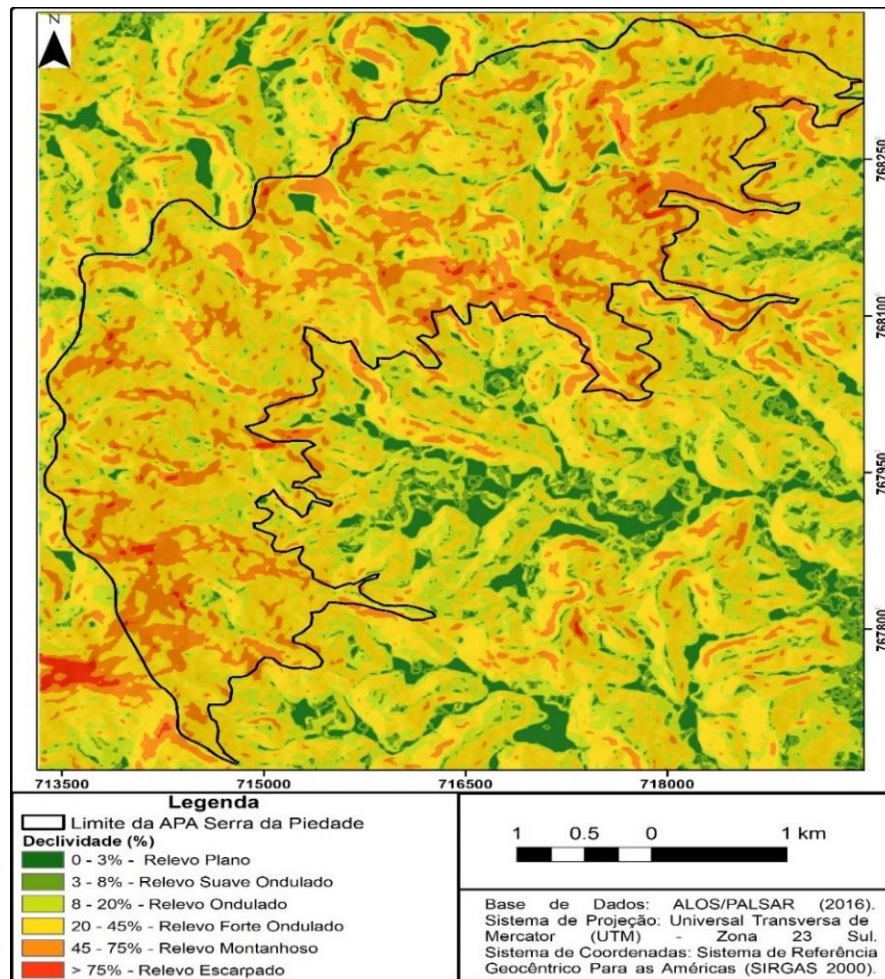 N
768250
768100
767950
767800
713500 715000 716500 718000
Legenda
Limite da APA Serra da Piedade
Declividade (%)
0 - 3% - Relevo Plano
3 - 8% - Relevo Suave Ondulado
8 - 20% - Relevo Ondulado
20 - 45% - Relevo Forte Ondulado
45 - 75% - Relevo Montanhoso
> 75% - Relevo Escarpado
1 0.5 0 1 km
Base de Dados: ALOS/PALSAR (2016).
Sistema de Projeção: Universal Transversa de
Mercator (UTM) - Zona 23 Sul.
Sistema de Coordenadas: Sistema de Referência
Geocêntrico Para as Américas (SIRGAS 2000).